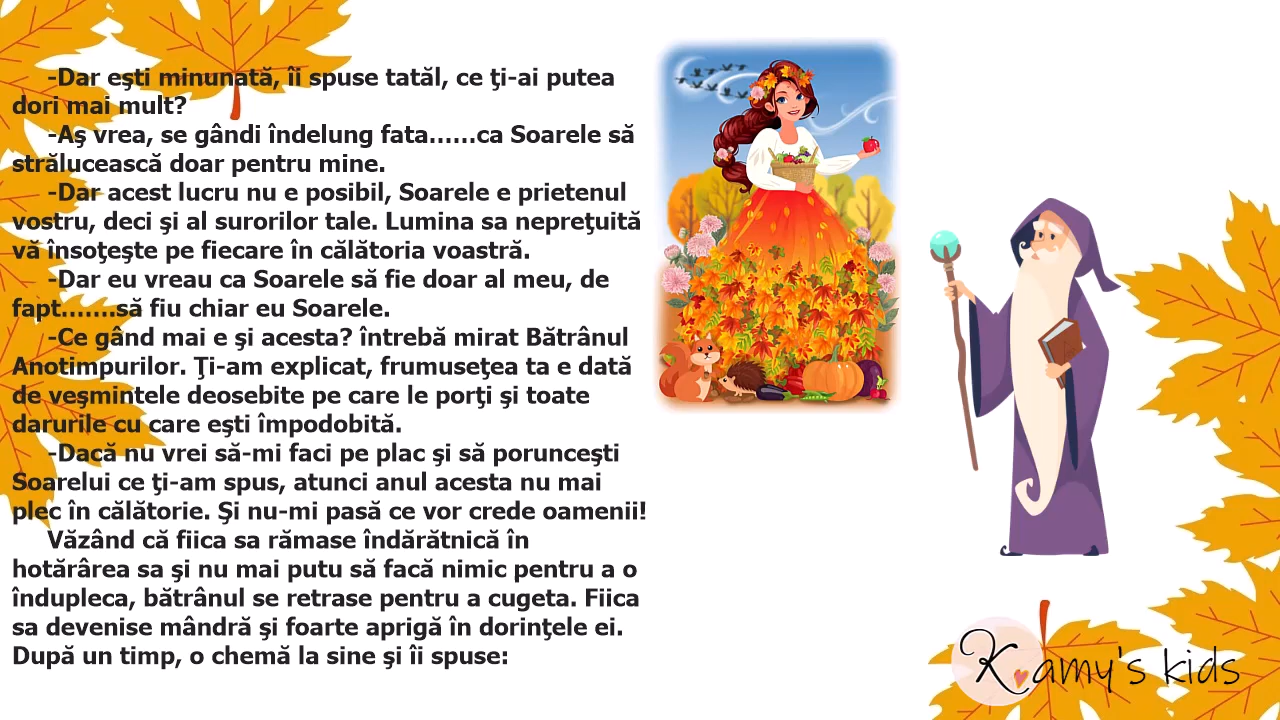 -Dar eşti minunată, îi spuse tatăl, ce ţi-ai putea
dori mai mult?
-Aş vrea, se gândi îndelung fata......ca Soarele să
strălucească doar pentru mine.
-Dar acest lucru nu e posibil, Soarele e prietenul
vostru, deci şi al surorilor tale. Lumina sa nepreţuită
vă însoţeşte pe fiecare în călătoria voastră.
-Dar eu vreau ca Soarele să fie doar al meu, de
fapt.......să fiu chiar eu Soarele.
-Ce gând mai e şi acesta? întrebă mirat Bătrânul
Anotimpurilor. Ţi-am explicat, frumuseţea ta e dată
de veşmintele deosebite pe care le porţi şi toate
darurile cu care eşti împodobită.
-Dacă nu vrei să-mi faci pe plac şi să porunceşti
Soarelui ce ţi-am spus, atunci anul acesta nu mai
plec în călătorie. Şi nu-mi pasă ce vor crede oamenii!
Văzând că fiica sa rămase îndărătnică în
hotărârea sa şi nu mai putu să facă nimic pentru a o
îndupleca, bătrânul se retrase pentru a cugeta. Fiica
sa devenise mândră şi foarte aprigă în dorinţele ei.
După un timp, o chemă la sine şi îi spuse:
Kamy's kids